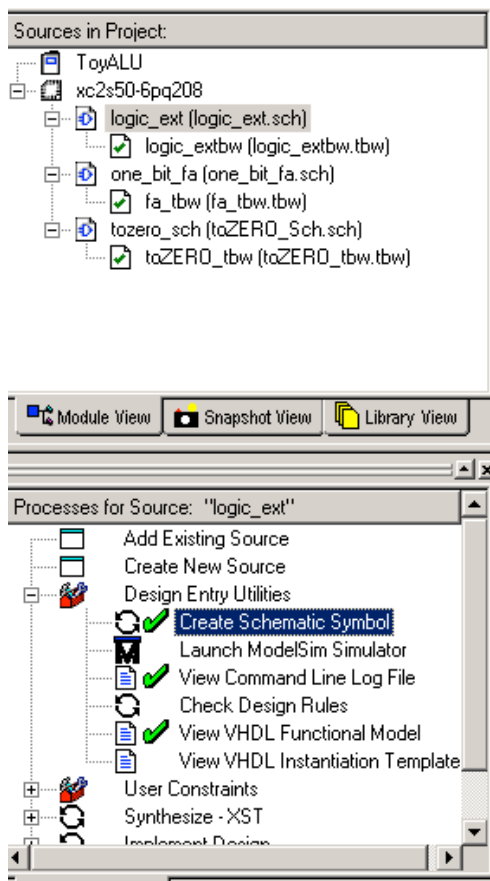 Sources in Project:
ToyALU
xc2s50-6pq208
logic_ext (logic_ext.sch)
logic_extbw (logic_extbw.tbw)
one_bit_fa (one_bit_fa.sch)
fa_tbw (fa_tbw.tbw)
tozero_sch (toZERO_Sch.sch)
toZERO_tbw (toZERO_tbw.tbw)
Module View Snapshot View Library View
Processes for Source: "logic_ext"
Add Existing Source
Create New Source
Design Entry Utilities
Create Schematic Symbol
Launch ModelSim Simulator
View Command Line Log File
Check Design Rules
View VHDL Functional Model
View VHDL Instantiation Template
User Constraints
Synthesize - XST
Implement Design